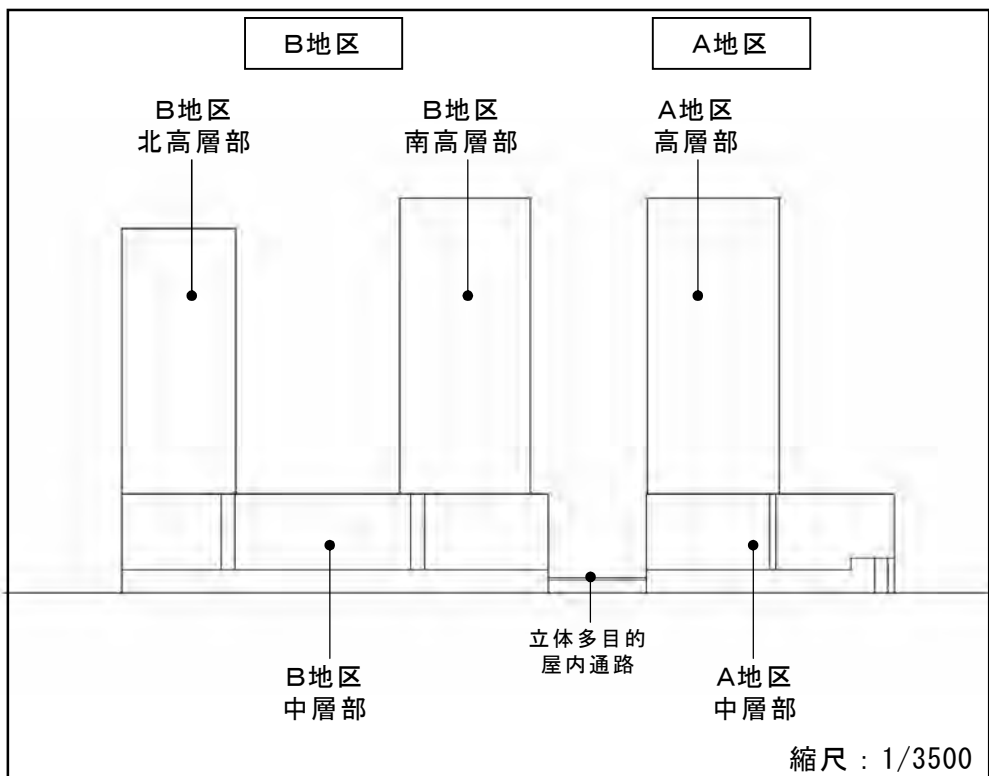 B地区
A地区
B地区
北高層部
B地区
南高層部
A地区
高層部
立体多目的
屋内通路
B地区
中層部
A地区
中層部
縮尺：1/3500